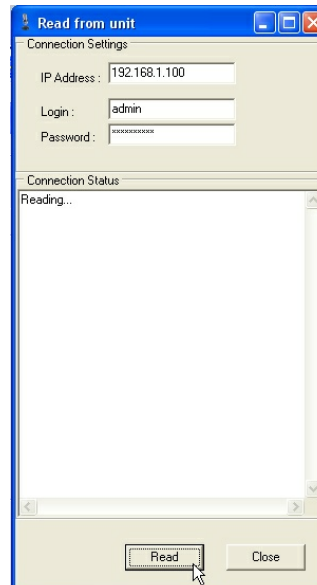 Read from unit
Connection Settings
IP Address : 192.168.1.100
Login : admin
Password : xxxxxxxxxx
Connection Status
Reading...
Read Close